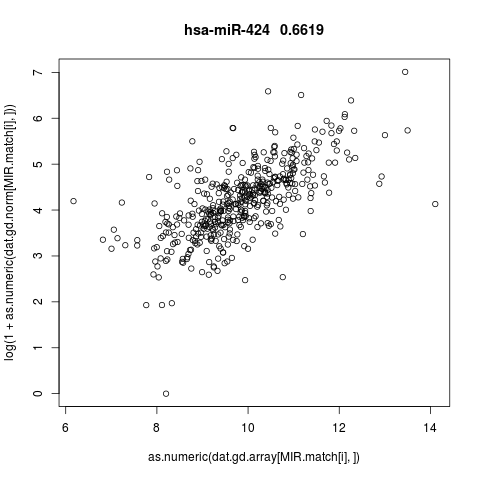 hsa-miR-424 0.6619
log(1 + as.numeric(dat.gd.norm[MIR.match[i], ]))
7
6
5
4
3
2
1
0
6 8 10 12 14
as.numeric(dat.gd.array[MIR.match[i], ])